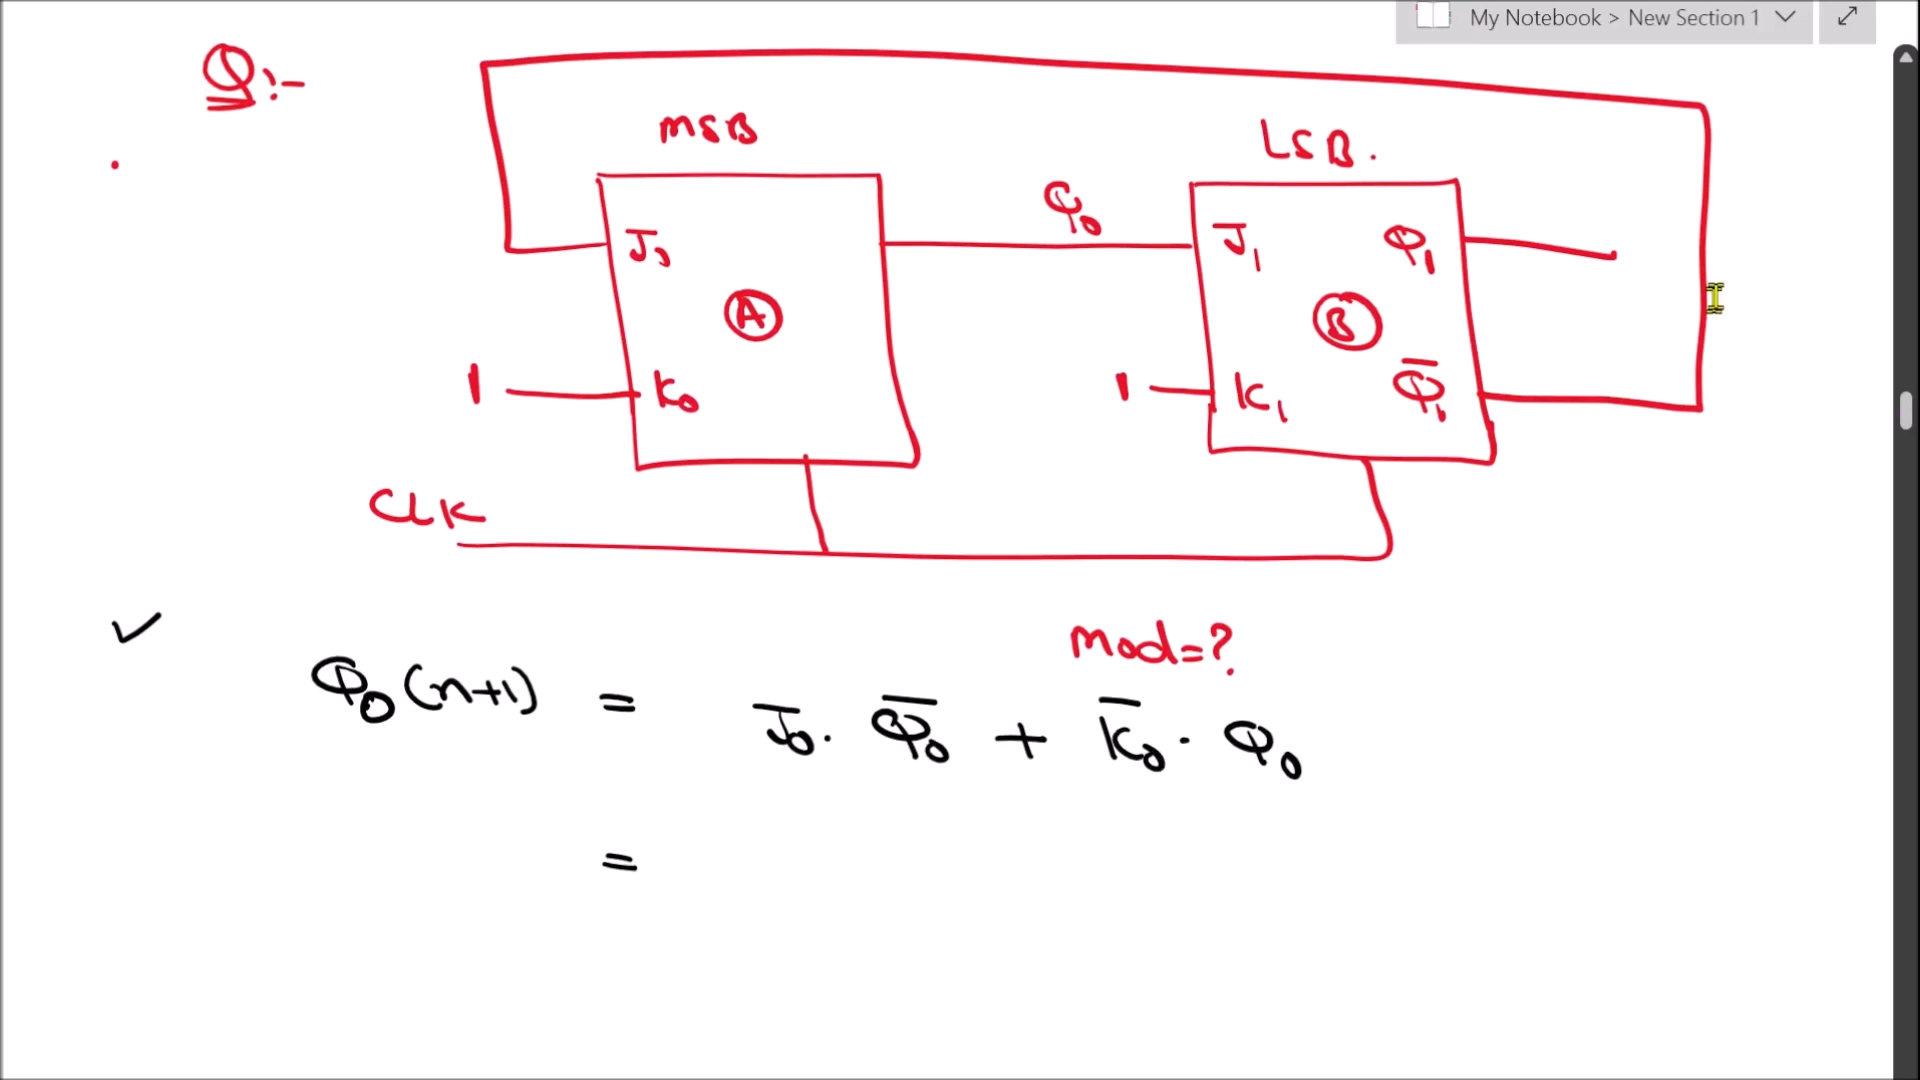 My Notebook > New Section 1
Q:-
MSB
LSB.
Q₀
J₀
J₁
Q₁
A
B
1
K₀
1
K₁
Q̅₁
CLK
Mod=?
Q₀(n+1) = J₀. Q̅₀ + K̅₀. Q₀
=